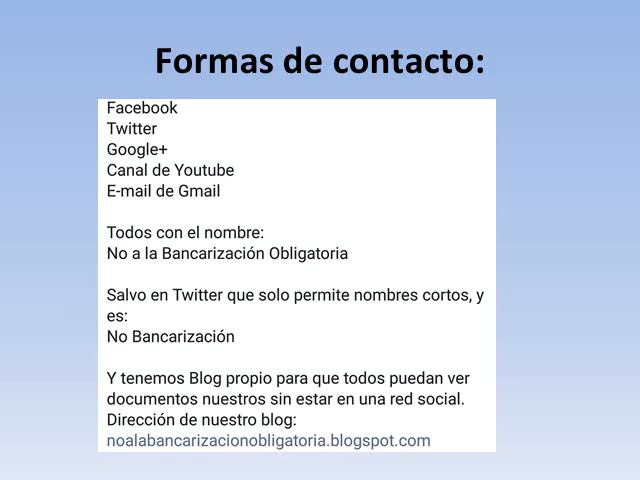 Formas de contacto:
Facebook
Twitter
Google+
Canal de Youtube
E-mail de Gmail
Todos con el nombre:
No a la Bancarización Obligatoria
Salvo en Twitter que solo permite nombres cortos, y
es:
No Bancarización
Y tenemos Blog propio para que todos puedan ver
documentos nuestros sin estar en una red social.
Dirección de nuestro blog:
noalabancarizacionobligatoria.blogspot.com